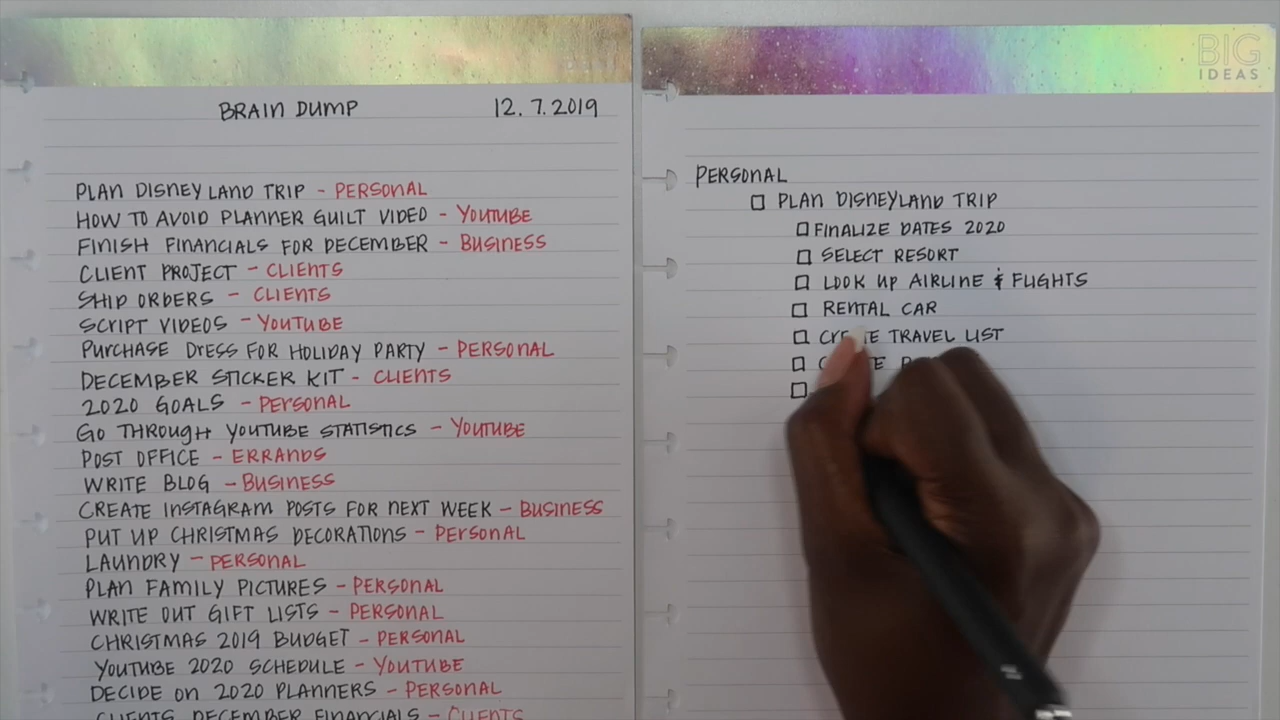 BIG
IDEAS
BRAIN DUMP 12.7.2019
PLAN DISNEYLAND TRIP - PERSONAL
HOW TO AVOID PLANNER GUILT VIDEO - YOUTUBE
FINISH FINANCIALS FOR DECEMBER - BUSINESS
CLIENT PROJECT - CLIENTS
SHIP ORDERS - CLIENTS
SCRIPT VIDEOS - YOUTUBE
PURCHASE DRESS FOR HOLIDAY PARTY - PERSONAL
DECEMBER STICKER KIT - CLIENTS
2020 GOALS - PERSONAL
GO THROUGH YOUTUBE STATISTICS - YOUTUBE
POST OFFICE - ERRANDS
WRITE BLOG - BUSINESS
CREATE INSTAGRAM POSTS FOR NEXT WEEK - BUSINESS
PUT UP CHRISTMAS DECORATIONS - PERSONAL
LAUNDRY - PERSONAL
PLAN FAMILY PICTURES - PERSONAL
WRITE OUT GIFT LISTS - PERSONAL
CHRISTMAS 2019 BUDGET - PERSONAL
YOUTUBE 2020 SCHEDULE - YOUTUBE
DECIDE ON 2020 PLANNERS - PERSONAL
CLIENTS DECEMBER FINANCIALS - CLIENTS
PERSONAL
PLAN DISNEYLAND TRIP
FINALIZE DATES 2020
SELECT RESORT
LOOK UP AIRLINE & FLIGHTS
RENTAL CAR
CREATE TRAVEL LIST